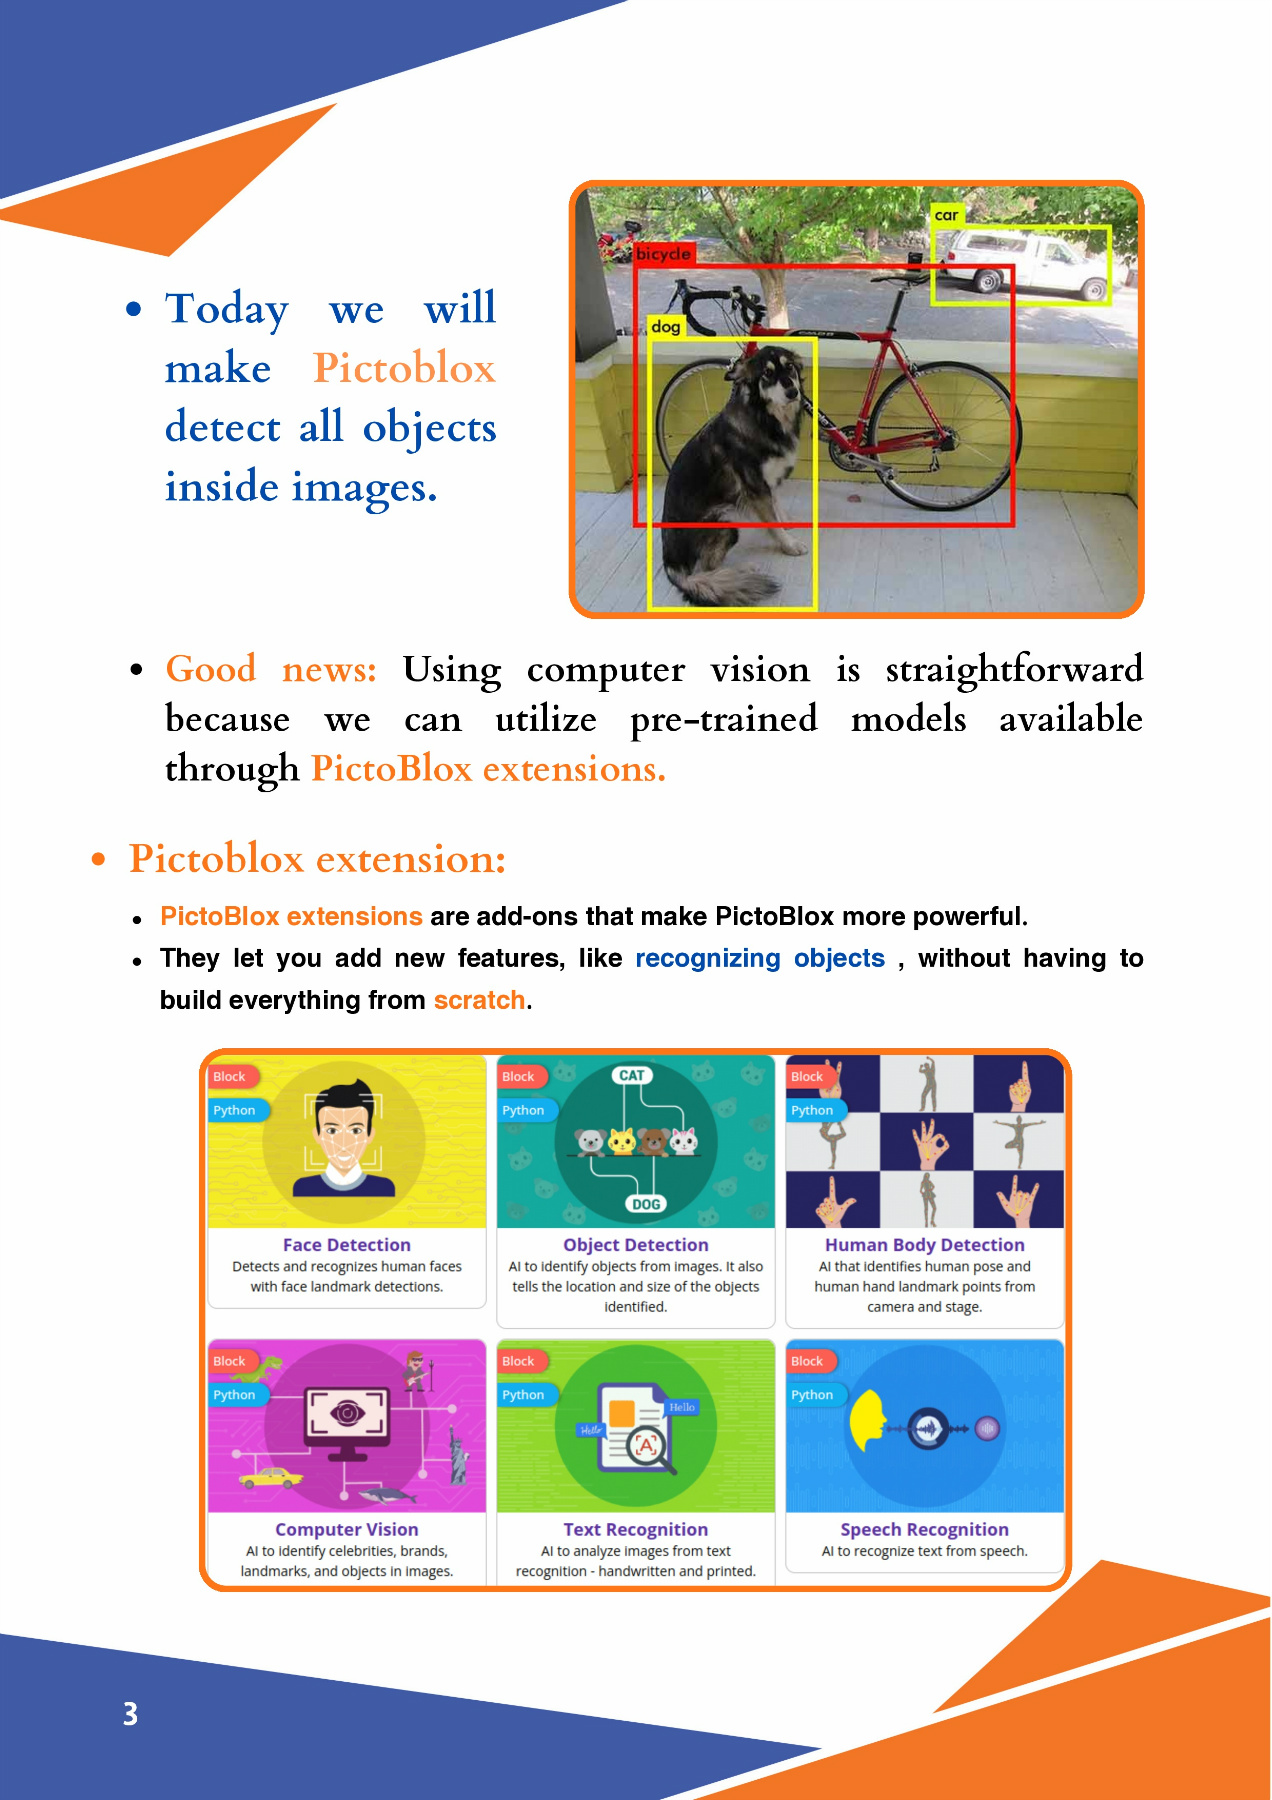 • Today we will
make Pictoblox
detect all objects
inside images.
car
bicycle
dog
• Good news: Using computer vision is straightforward
because we can utilize pre-trained models available
through PictoBlox extensions.
• Pictoblox extension:
• PictoBlox extensions are add-ons that make PictoBlox more powerful.
• They let you add new features, like recognizing objects , without having to
build everything from scratch.
Block
Python
Face Detection
Detects and recognizes human faces
with face landmark detections.
Block
Python
CAT
DOG
Object Detection
AI to identify objects from images. It also
tells the location and size of the objects
identified.
Block
Python
Human Body Detection
AI that identifies human pose and
human hand landmark points from
camera and stage.
Block
Python
Computer Vision
AI to identify celebrities, brands,
landmarks, and objects in images.
Block
Python
Hello
Hello
A
Text Recognition
AI to analyze images from text
recognition - handwritten and printed.
Block
Python
Speech Recognition
AI to recognize text from speech.
3